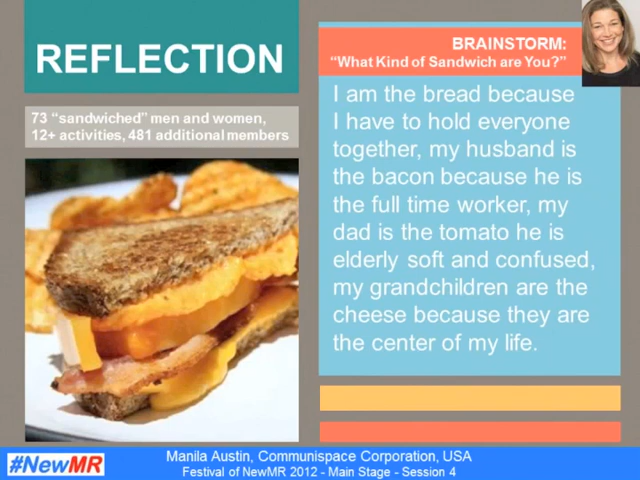 REFLECTION
73 “sandwiched” men and women,
12+ activities, 481 additional members
BRAINSTORM:
“What Kind of Sandwich are You?”
I am the bread because
I have to hold everyone
together, my husband is
the bacon because he is
the full time worker, my
dad is the tomato he is
elderly soft and confused,
my grandchildren are the
cheese because they are
the center of my life.
#NewMR
Manila Austin, Communispace Corporation, USA
Festival of NewMR 2012 - Main Stage - Session 4